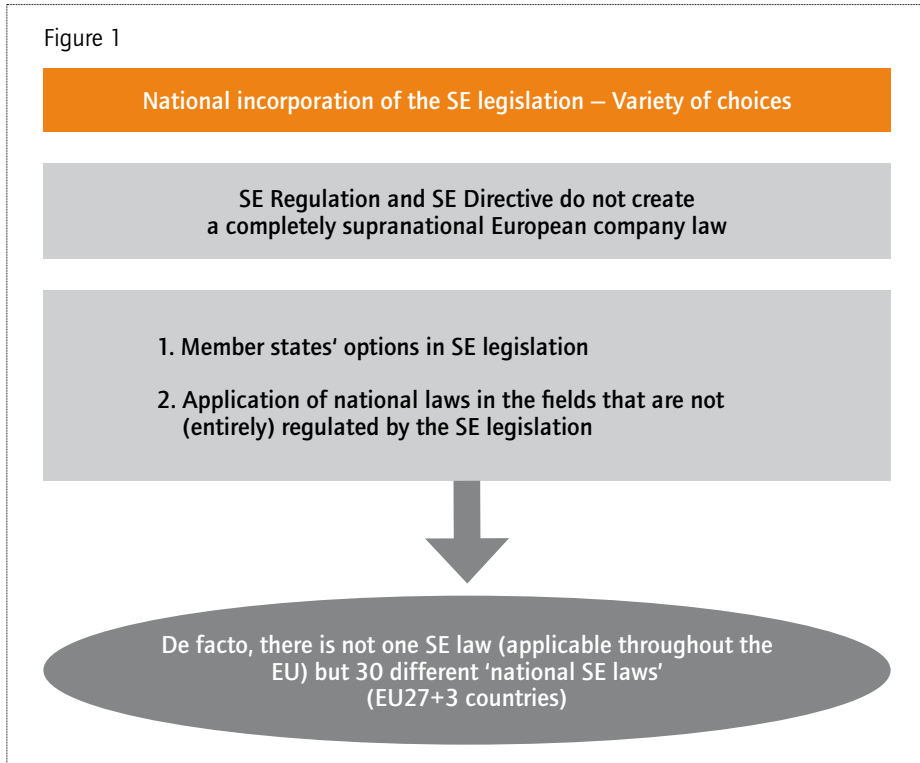 Figure 1
National incorporation of the SE legislation – Variety of choices
SE Regulation and SE Directive do not create
a completely supranational European company law
1. Member states‘ options in SE legislation
2. Application of national laws in the fields that are not
(entirely) regulated by the SE legislation
De facto, there is not one SE law (applicable throughout the
EU) but 30 different ‘national SE laws’
(EU27+3 countries)